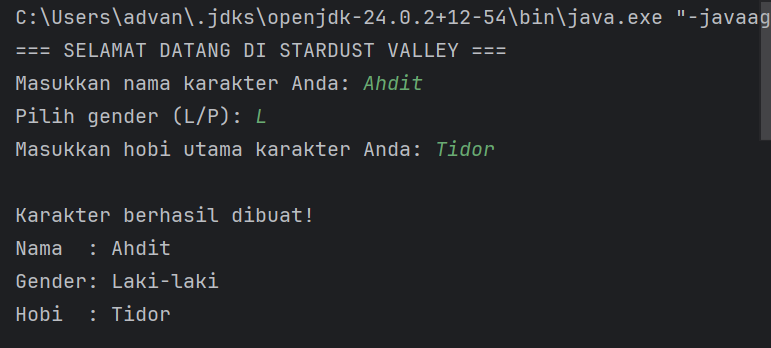 C:\Users\advan\.jdks\openjdk-24.0.2+12-54\bin\java.exe "-javaag
=== SELAMAT DATANG DI STARDUST VALLEY ===
Masukkan nama karakter Anda: Ahdit
Pilih gender (L/P): L
Masukkan hobi utama karakter Anda: Tidor
Karakter berhasil dibuat!
Nama  : Ahdit
Gender: Laki-laki
Hobi  : Tidor